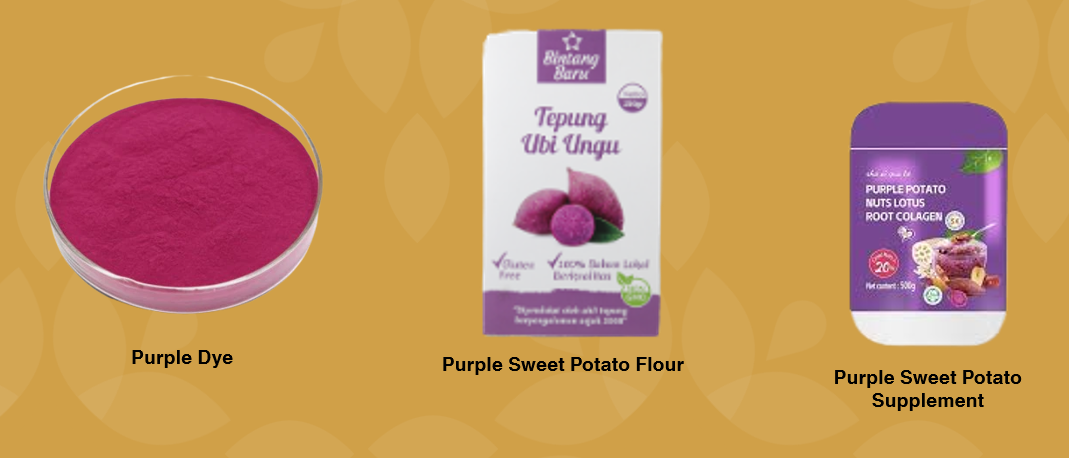 Bintang
Baru
Tepung
Ubi Ungu
Gluten
Free
100% Bahan Lokal
Berkualitas
Purple Dye
Purple Sweet Potato Flour
PURPLE POTATO
NUTS LOTUS
ROOT COLAGEN
20%
Net content : 500g
Purple Sweet Potato
Supplement